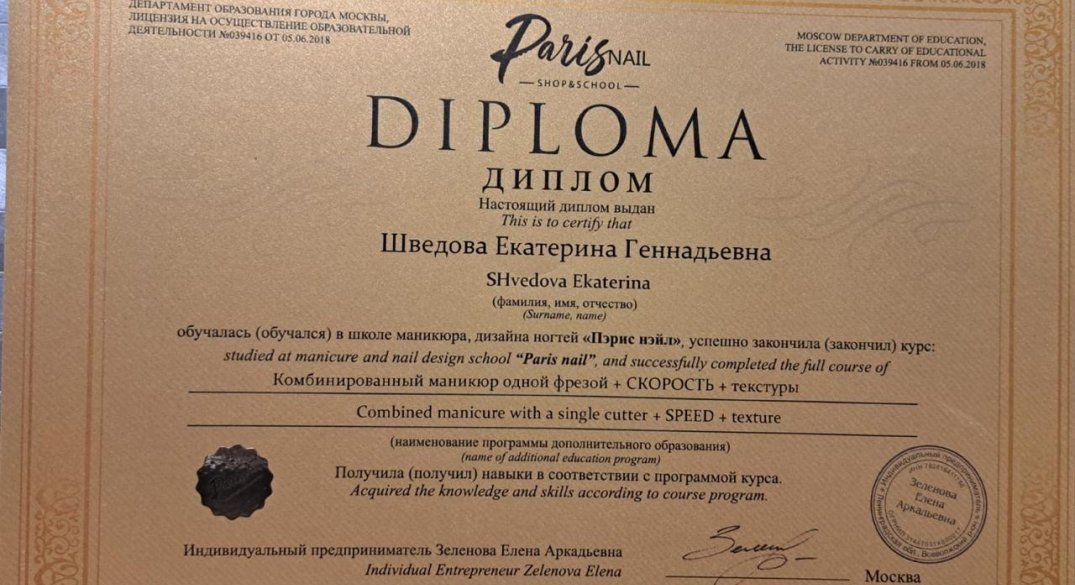 ДЕПАРТАМЕНТ ОБРАЗОВАНИЯ ГОРОДА МОСКВЫ,
ЛИЦЕНЗИЯ НА ОСУЩЕСТВЛЕНИЕ ОБРАЗОВАТЕЛЬНОЙ
ДЕЯТЕЛЬНОСТИ №039416 ОТ 05.06.2018
MOSCOW DEPARTMENT OF EDUCATION,
THE LICENSE TO CARRY OF EDUCATIONAL
ACTIVITY №039416 FROM 05.06.2018
Paris NAIL
SHOP&SCHOOL
DIPLOMA
ДИПЛОМ
Настоящий диплом выдан
This is to certify that
Шведова Екатерина Геннадьевна
SHvedova Ekaterina
(фамилия, имя, отчество)
(Surname, name)
обучалась (обучался) в школе маникюра, дизайна ногтей «Пэрис нэйл», успешно закончила (закончил) курс:
studied at manicure and nail design school “Paris nail”, and successfully completed the full course of
Комбинированный маникюр одной фрезой + СКОРОСТЬ + текстуры
Combined manicure with a single cutter + SPEED + texture
(наименование программы дополнительного образования)
(name of additional education program)
Получила (получил) навыки в соответствии с программой курса.
Acquired the knowledge and skills according to course program.
Индивидуальный предприниматель
Зеленова
Елена
Аркадьевна
Индивидуальный предприниматель Зеленова Елена Аркадьевна
Individual Entrepreneur Zelenova Elena
Москва